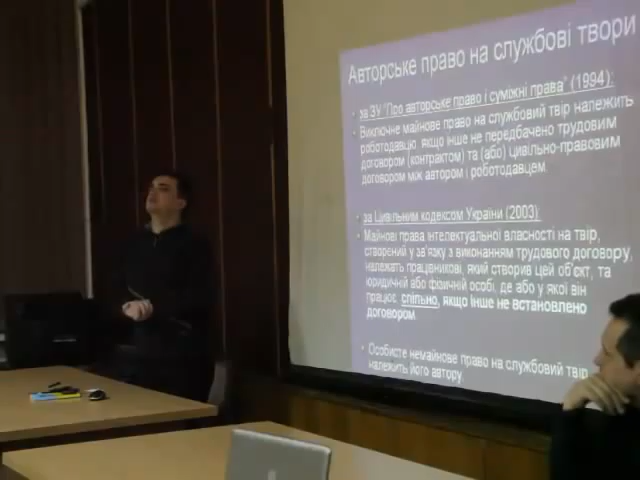 Авторське право на службові твори
за ЗУ "Про авторське право і суміжні права" (1994):
Виключне майнове право на службовий твір належить
роботодавцю, якщо інше не передбачено трудовим
договором (контрактом) та (або) цивільно-правовим
договором між автором і роботодавцем.
за Цивільним кодексом України (2003)
Майнові права інтелектуальної власності на твір,
створений у зв'язку з виконанням трудового договору,
належать працівникові, який створив цей об'єкт, та
юридичній або фізичній особі, де або у якої він
працює, спільно, якщо інше не встановлено
договором.
Особисте немайнове право на службовий твір
належить його автору.